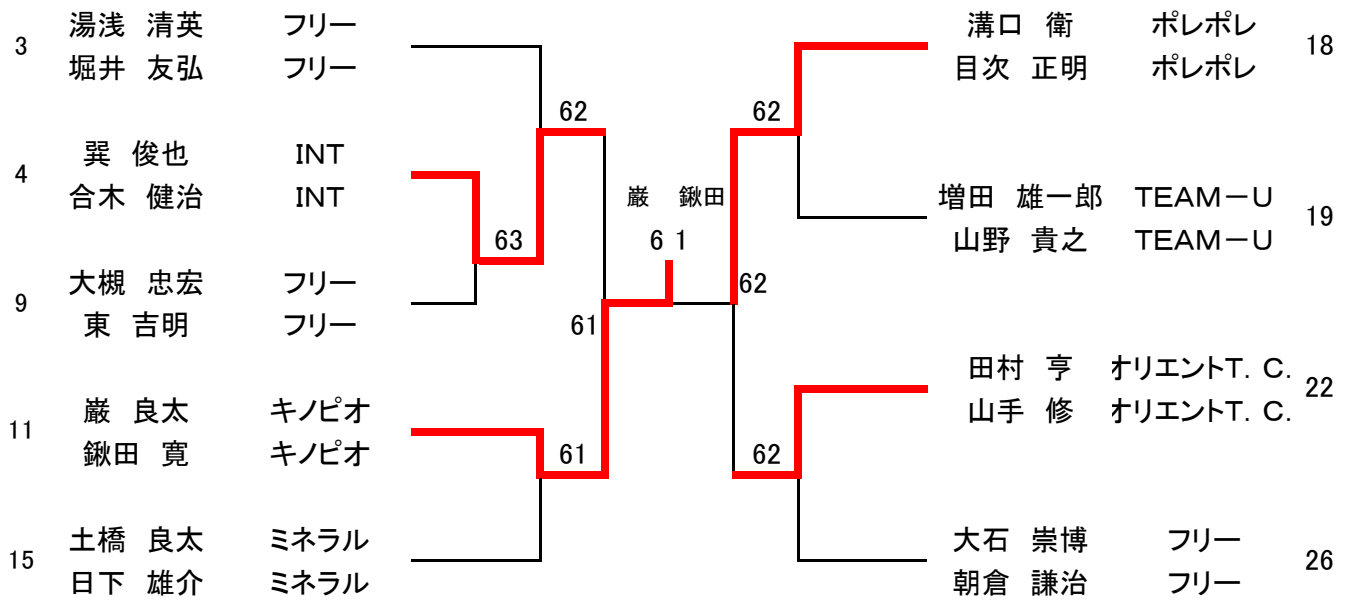 3 湯浅 清英 フリー
堀井 友弘 フリー
62
4 巽 俊也 INT
合木 健治 INT
63
9 大槻 忠宏 フリー
東 吉明 フリー
61
11 巌 良太 キノピオ
鍬田 寛 キノピオ
61
15 土橋 良太 ミネラル
日下 雄介 ミネラル
巌 鍬田
6 1
溝口 衛 ポレポレ 18
目次 正明 ポレポレ
62
増田 雄一郎 TEAM－U 19
山野 貴之 TEAM－U
62
田村 亨 オリエントT．C． 22
山手 修 オリエントT．C．
62
大石 崇博 フリー 26
朝倉 謙治 フリー